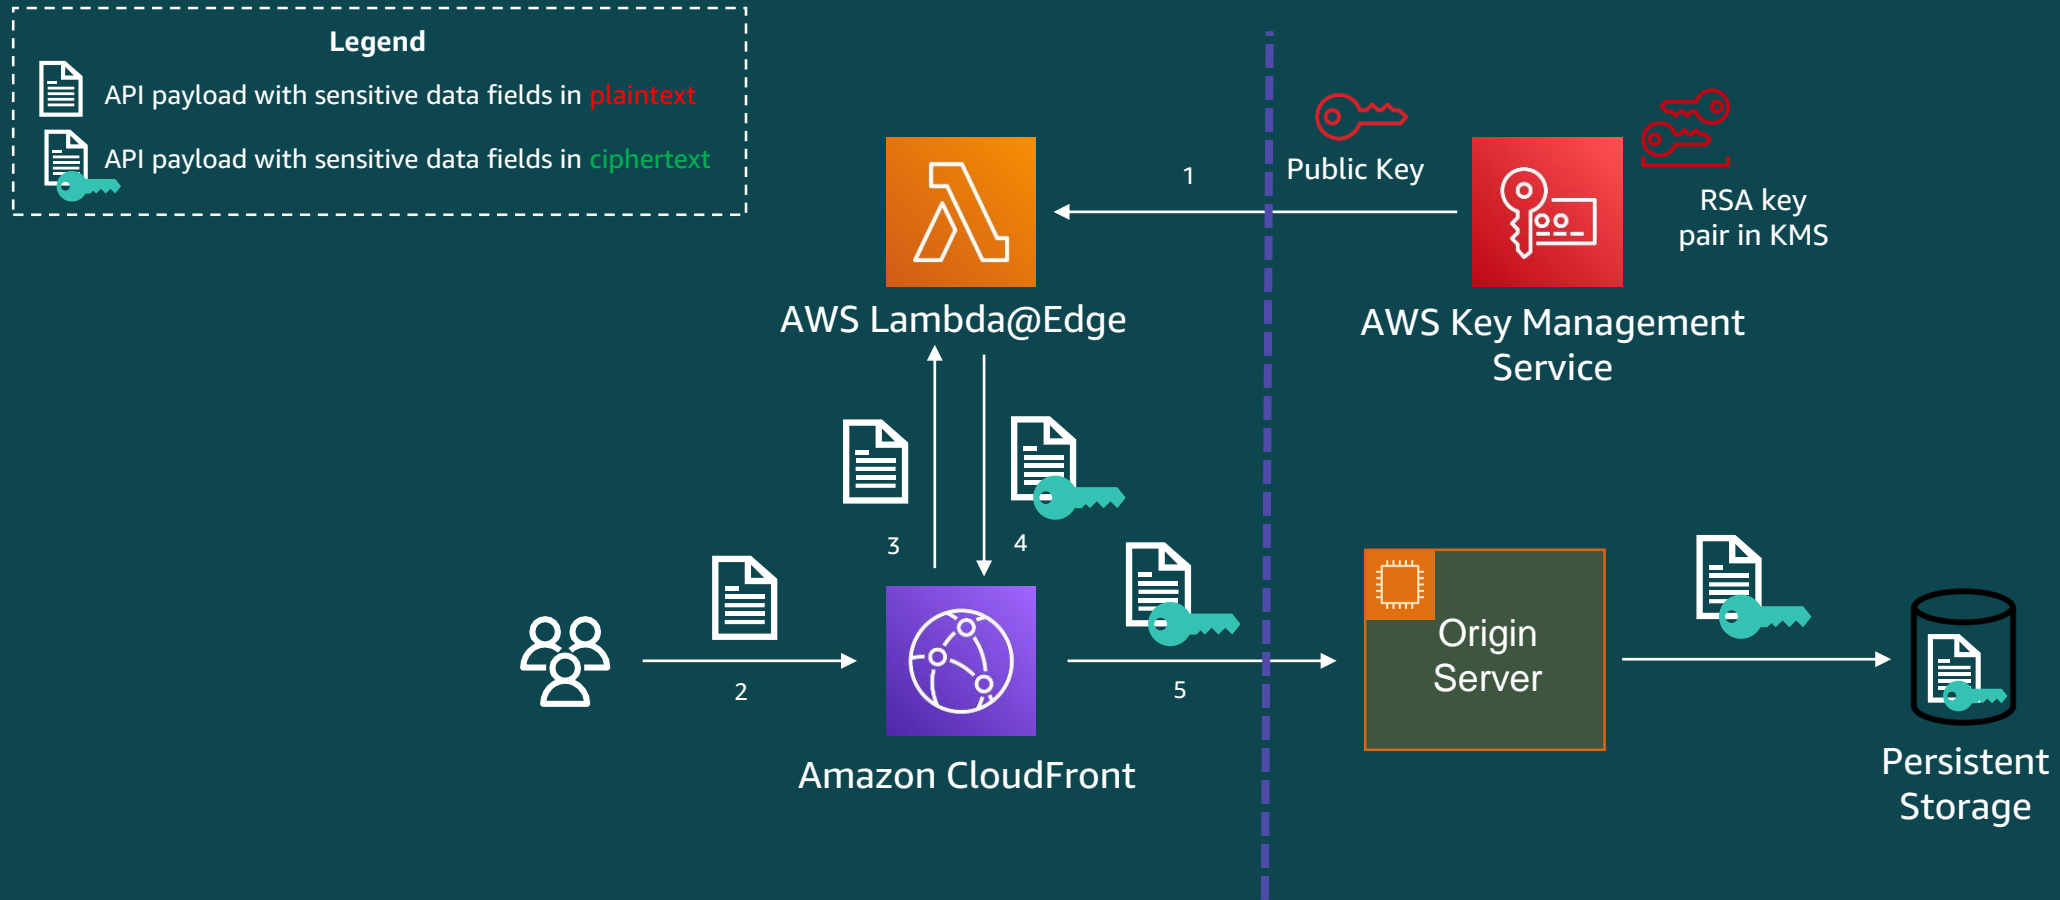 Legend
API payload with sensitive data fields in plaintext
API payload with sensitive data fields in ciphertext
Public Key
1
RSA key
pair in KMS
AWS Lambda@Edge
AWS Key Management
Service
3
4
2
5
Origin
Server
Amazon CloudFront
Persistent
Storage